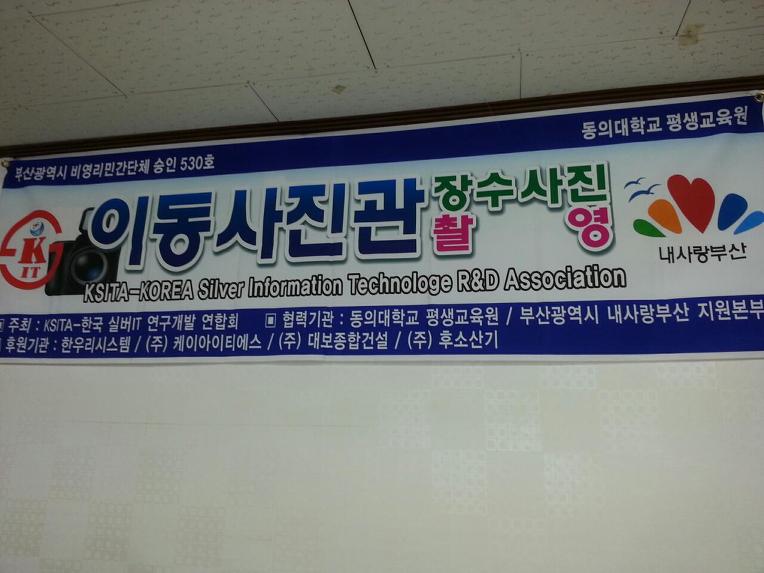 동의대학교 평생교육원
부산광역시 비영리민간단체 승인 530호
K
IT
이동사진관 장수사진
촬 영
내사랑부산
KSITA-KOREA Silver Information Technologe R&D Association
주최 : KSITA-한국 실버IT 연구개발 연합회 협력기관 : 동의대학교 평생교육원 / 부산광역시 내사랑부산 지원본부
후원기관 : 한우리시스템 / (주) 케이아이티에스 / (주) 대보종합건설 / (주) 후소산기